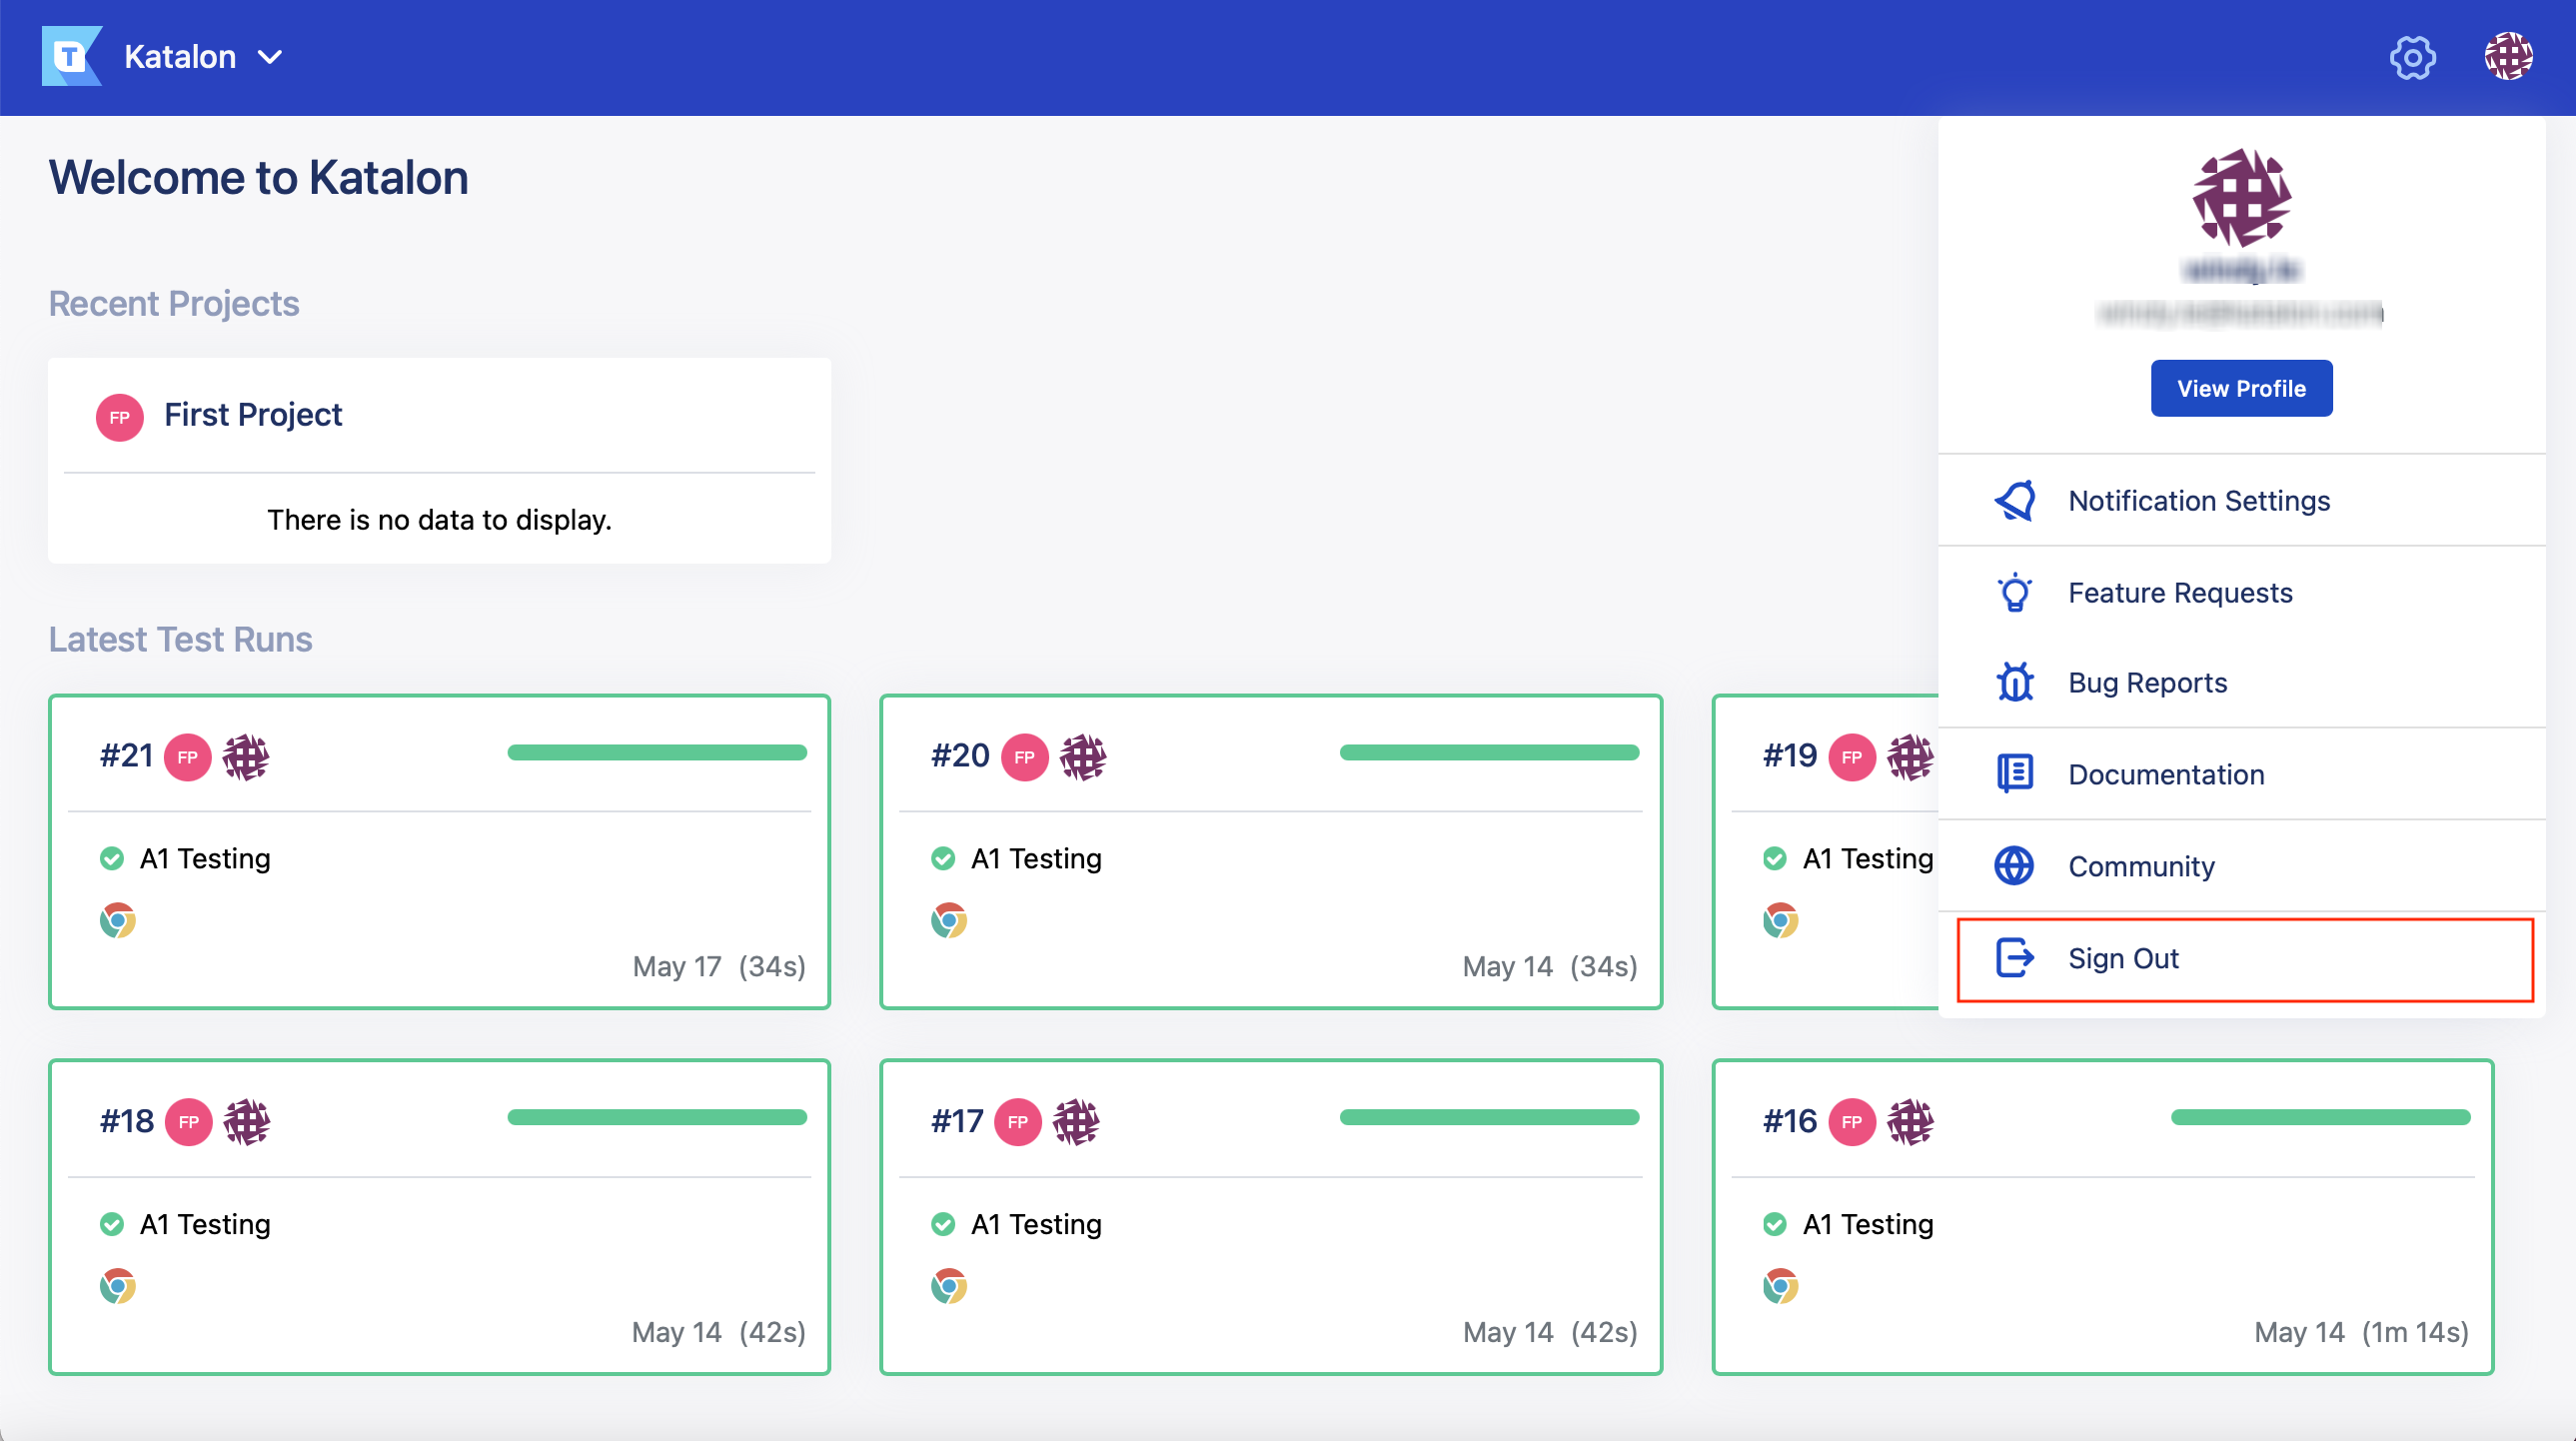 T Katalon
Welcome to Katalon
View Profile
Notification Settings
Feature Requests
Bug Reports
Documentation
Community
Sign Out
Recent Projects
FP First Project
There is no data to display.
Latest Test Runs
#21 FP
A1 Testing
May 17 (34s)
#20 FP
A1 Testing
May 14 (34s)
#19 FP
A1 Testing
#18 FP
A1 Testing
May 14 (42s)
#17 FP
A1 Testing
May 14 (42s)
#16 FP
A1 Testing
May 14 (1m 14s)